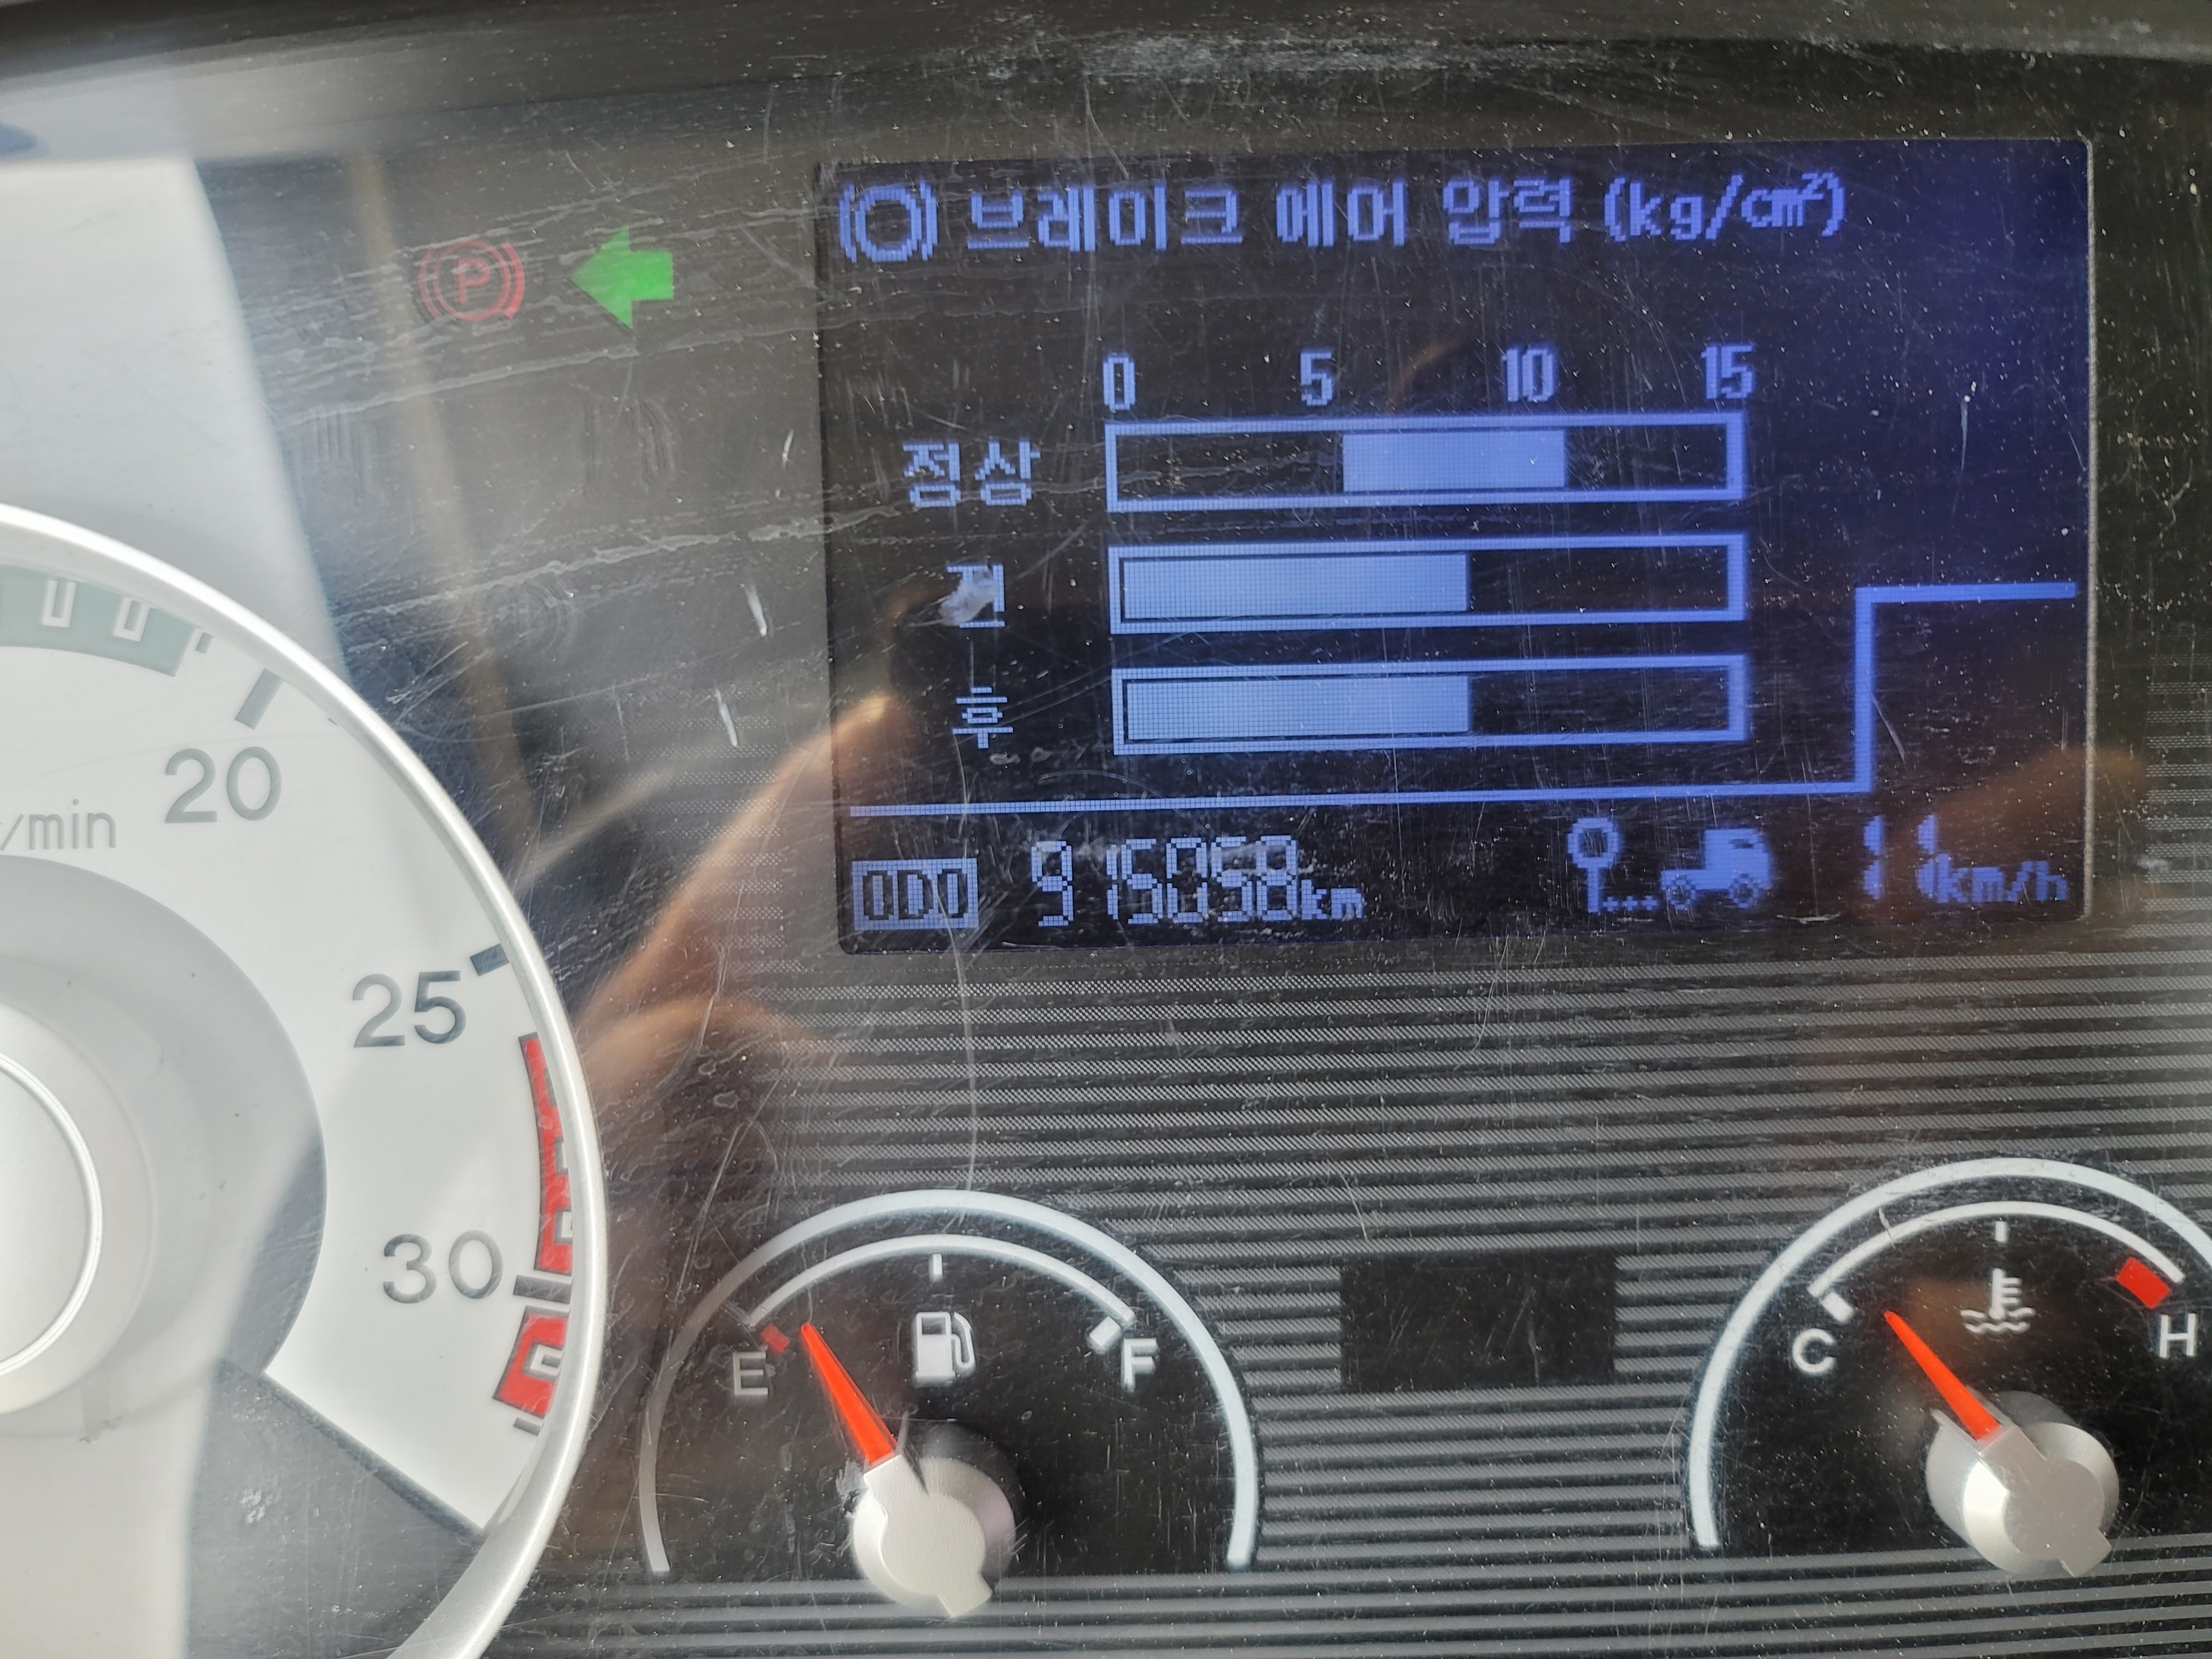 브레이크 에어 압력 (kg/cm²)
P
0 5 10 15
정상
전
후
20
/min
ODO 915058km
km/h
25
30
E F
C H